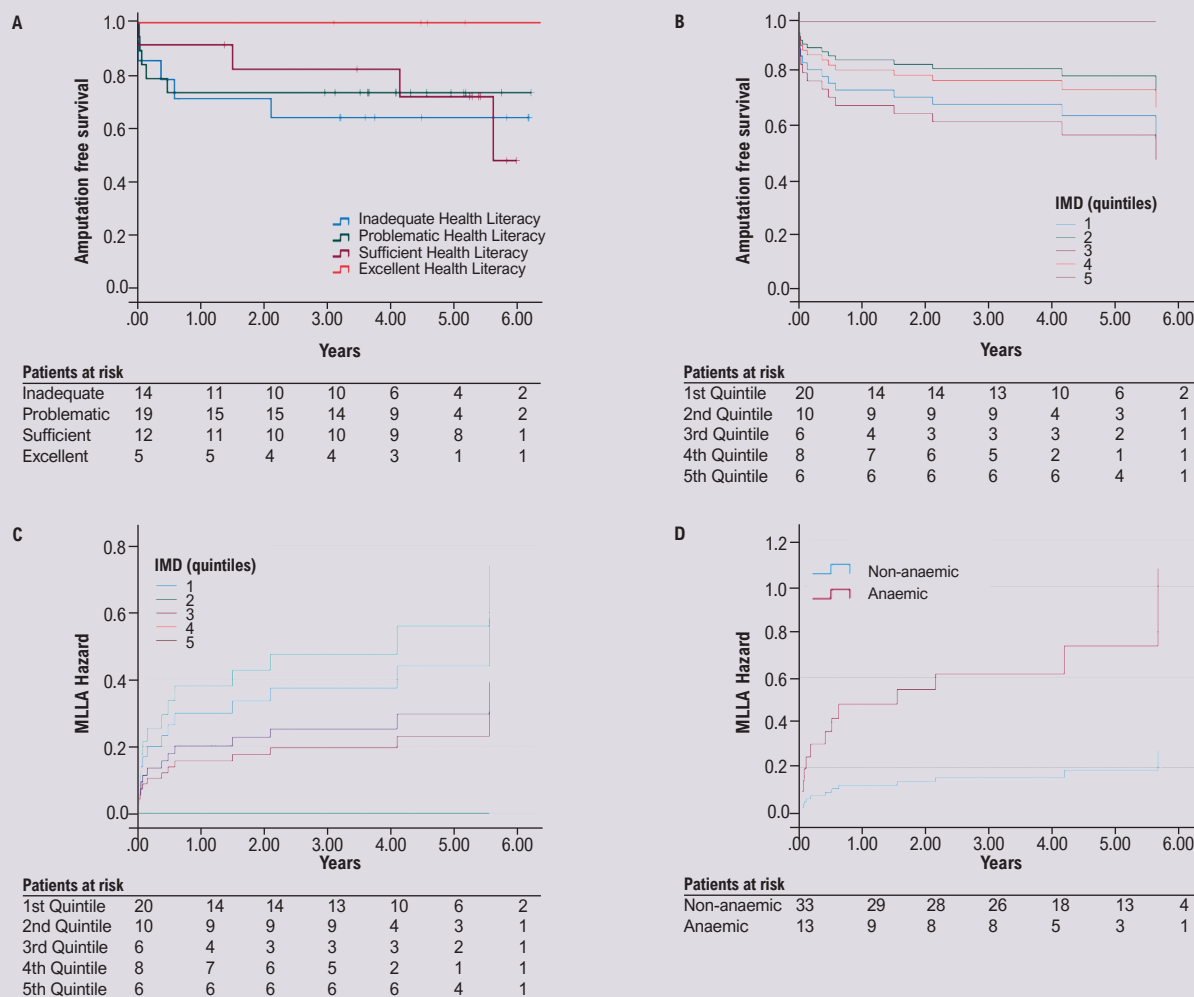 A
Amputation free survival
1.0
0.8
0.6
0.4
0.2
0.0
Inadequate Health Literacy
Problematic Health Literacy
Sufficient Health Literacy
Excellent Health Literacy
.00 1.00 2.00 3.00 4.00 5.00 6.00
Years
Patients at risk
Inadequate 14 11 10 10 6 4 2
Problematic 19 15 15 14 9 4 2
Sufficient 12 11 10 10 9 8 1
Excellent 5 5 4 4 3 1 1
B
Amputation free survival
1.0
0.8
0.6
0.4
0.2
0.0
IMD (quintiles)
1
2
3
4
5
.00 1.00 2.00 3.00 4.00 5.00 6.00
Years
Patients at risk
1st Quintile 20 14 14 13 10 6 2
2nd Quintile 10 9 9 9 4 3 1
3rd Quintile 6 4 3 3 3 2 1
4th Quintile 8 7 6 5 2 1 1
5th Quintile 6 6 6 6 6 4 1
C
MLLA Hazard
0.8
0.6
0.4
0.2
0.0
IMD (quintiles)
1
2
3
4
5
.00 1.00 2.00 3.00 4.00 5.00 6.00
Years
Patients at risk
1st Quintile 20 14 14 13 10 6 2
2nd Quintile 10 9 9 9 4 3 1
3rd Quintile 6 4 3 3 3 2 1
4th Quintile 8 7 6 5 2 1 1
5th Quintile 6 6 6 6 6 4 1
D
MLLA Hazard
1.2
1.0
0.8
0.6
0.4
0.2
0.0
Non-anaemic
Anaemic
.00 1.00 2.00 3.00 4.00 5.00 6.00
Years
Patients at risk
Non-anaemic 33 29 28 26 18 13 4
Anaemic 13 9 8 8 5 3 1